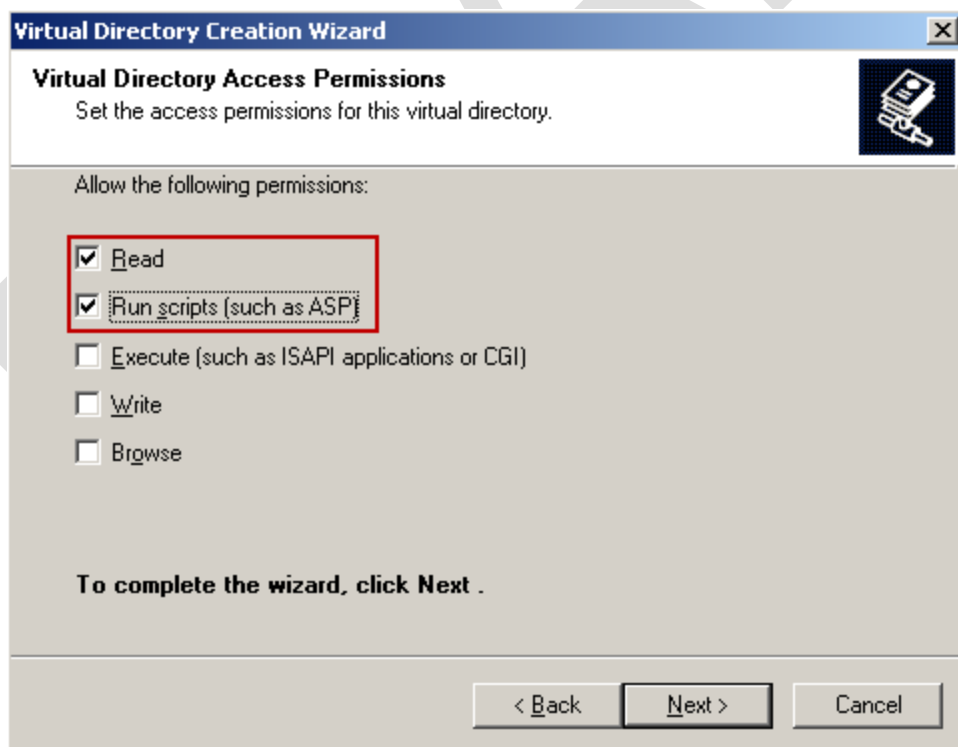 Virtual Directory Creation Wizard
Virtual Directory Access Permissions
Set the access permissions for this virtual directory.
Allow the following permissions:
Read
Run scripts (such as ASP)
Execute (such as ISAPI applications or CGI)
Write
Browse
To complete the wizard, click Next .
< Back
Next >
Cancel